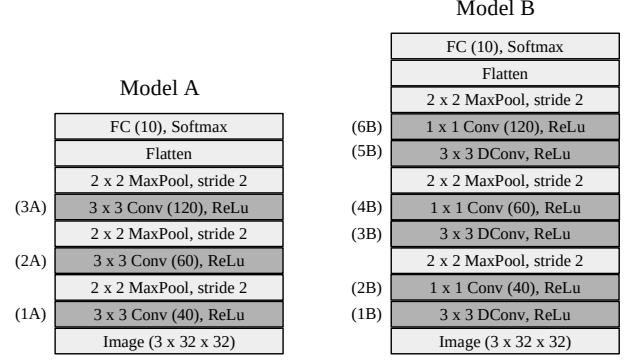 Model A
FC (10), Softmax
Flatten
2 x 2 MaxPool, stride 2
(3A) 3 x 3 Conv (120), ReLu
2 x 2 MaxPool, stride 2
(2A) 3 x 3 Conv (60), ReLu
2 x 2 MaxPool, stride 2
(1A) 3 x 3 Conv (40), ReLu
Image (3 x 32 x 32)
Model B
FC (10), Softmax
Flatten
2 x 2 MaxPool, stride 2
(6B) 1 x 1 Conv (120), ReLu
(5B) 3 x 3 DConv, ReLu
2 x 2 MaxPool, stride 2
(4B) 1 x 1 Conv (60), ReLu
(3B) 3 x 3 DConv, ReLu
2 x 2 MaxPool, stride 2
(2B) 1 x 1 Conv (40), ReLu
(1B) 3 x 3 DConv, ReLu
Image (3 x 32 x 32)